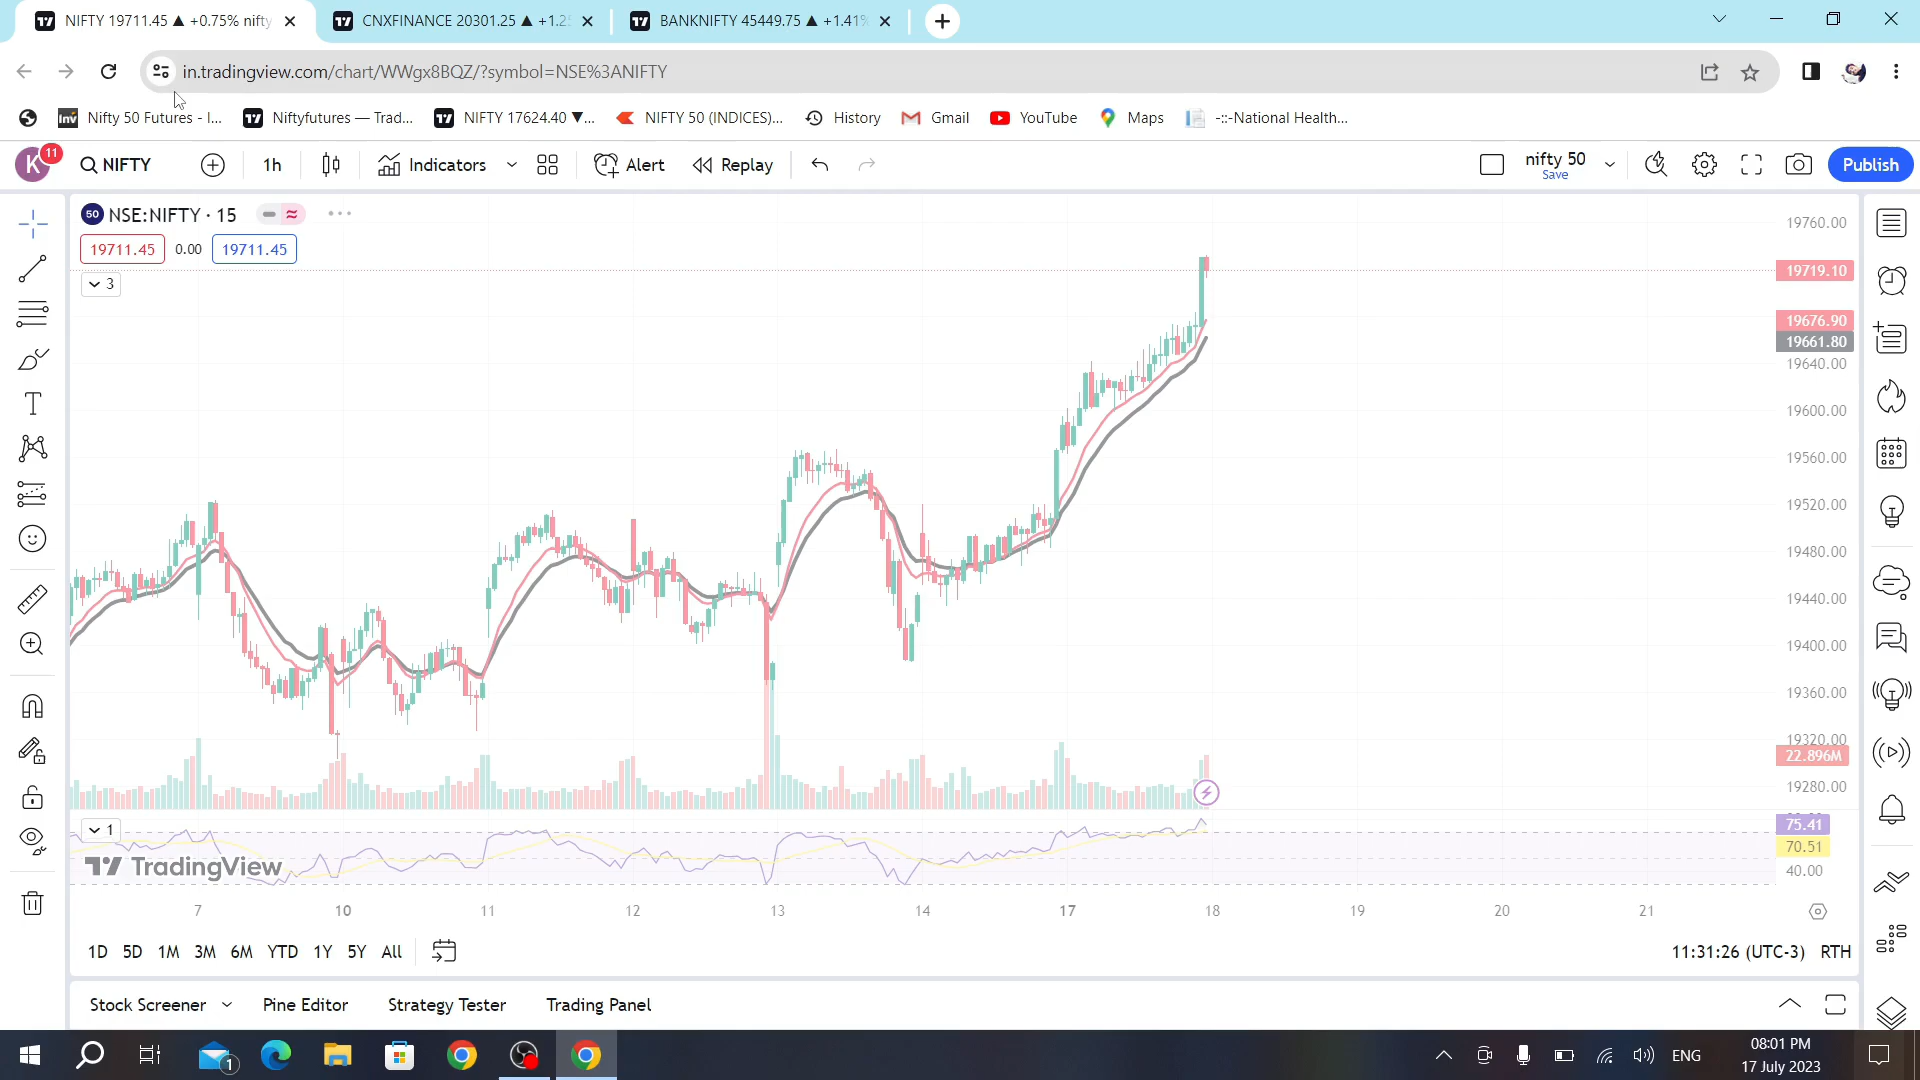 NIFTY 19711.45 ▲ +0.75% nifty
CNXFINANCE 20301.25 ▲ +1.2
BANKNIFTY 45449.75 ▲ +1.41%
in.tradingview.com/chart/WWgx8BQZ/?symbol=NSE%3ANIFTY
Inv Nifty 50 Futures - I...
Niftyfutures — Trad...
NIFTY 17624.40 ▼...
NIFTY 50 (INDICES)...
History
Gmail
YouTube
Maps
-::-National Health...
K 11
NIFTY
1h
Indicators
Alert
Replay
nifty 50
Save
Publish
50 NSE:NIFTY · 15
19711.45 0.00 19711.45
3
19760.00
19719.10
19676.90
19661.80
19640.00
19600.00
19560.00
19520.00
19480.00
19440.00
19400.00
19360.00
19320.00
22.896M
19280.00
1
75.41
70.51
40.00
TradingView
7 10 11 12 13 14 17 18 19 20 21
1D 5D 1M 3M 6M YTD 1Y 5Y All
11:31:26 (UTC-3) RTH
Stock Screener Pine Editor Strategy Tester Trading Panel
1
ENG
08:01 PM
17 July 2023